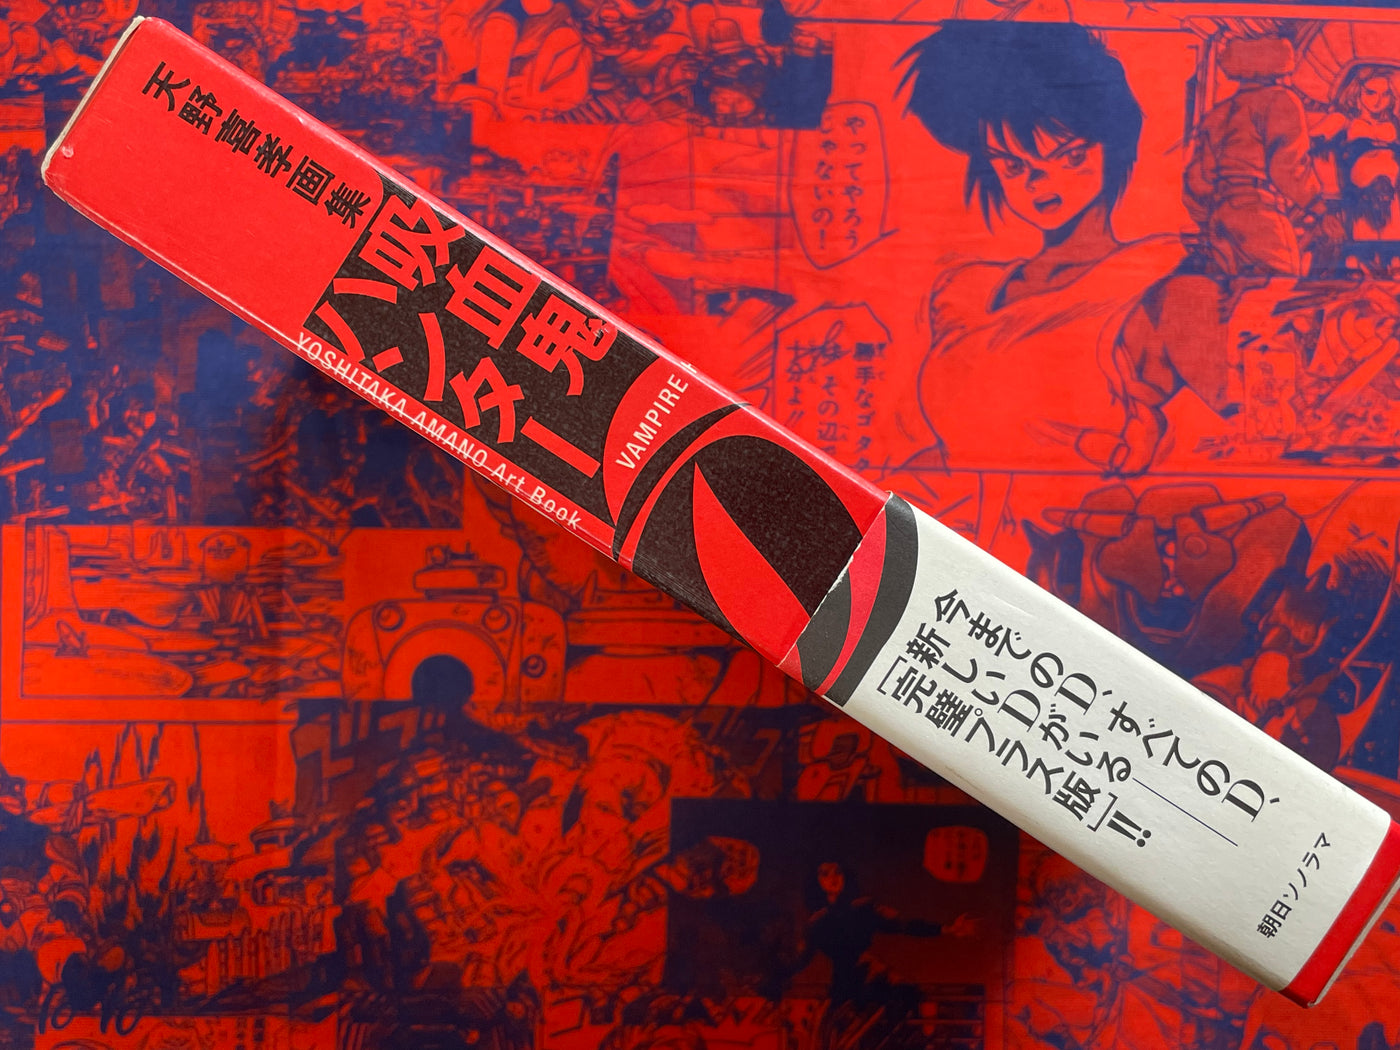 天野喜孝画集
吸血鬼
ハンター
VAMPIRE
YOSHITAKA AMANO Art Book
今までのD、すべてのD、
新しいDがいる――
[完璧プラス版]!!
朝日ソノラマ
やってやろう
じゃないの!
勝手なゴタク
その辺